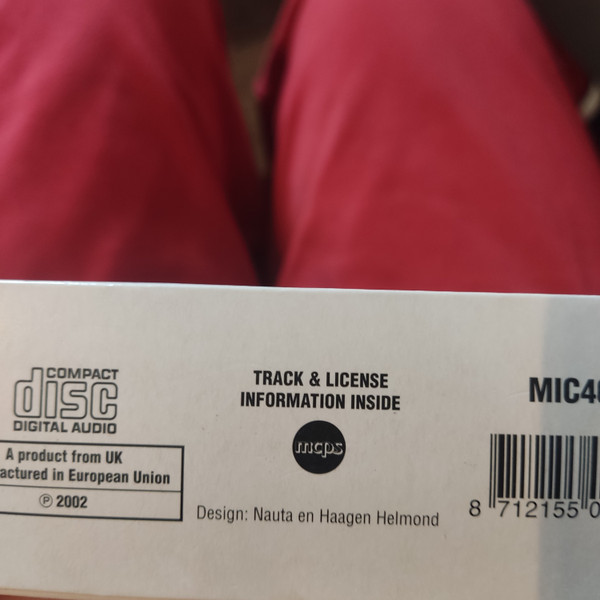 COMPACT
disc
DIGITAL AUDIO
A product from UK
actured in European Union
℗ 2002
TRACK & LICENSE
INFORMATION INSIDE
mcps
Design: Nauta en Haagen Helmond
MIC4
8 712155 0